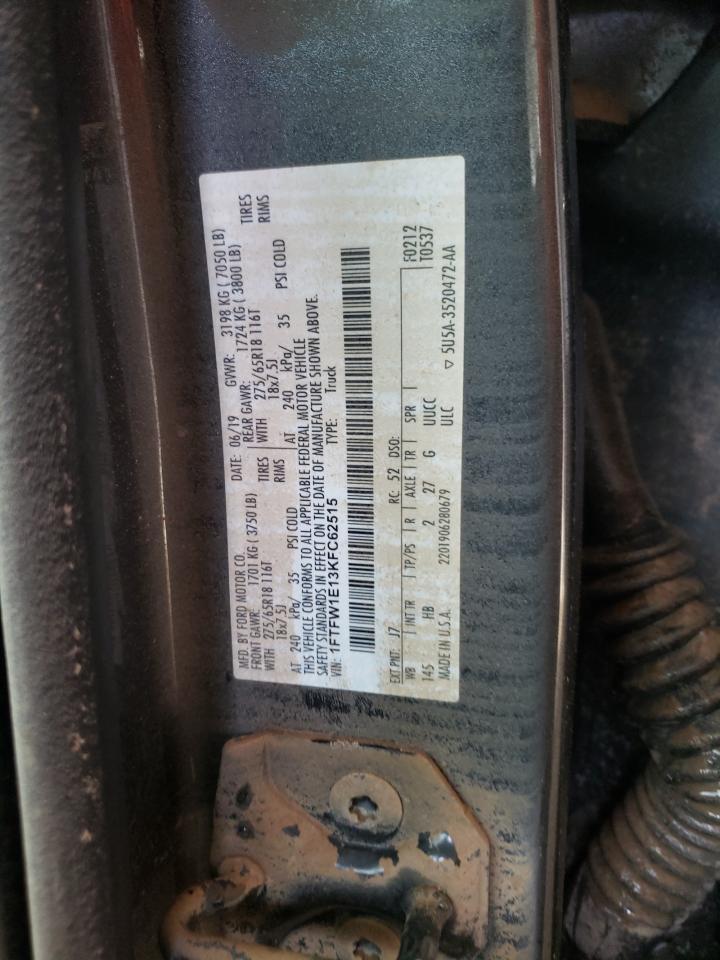 MFD. BY FORD MOTOR CO.
DATE: 06/19 GVWR: 3198 KG ( 7050 LB)
FRONT GAWR: 1701 KG ( 3750 LB) REAR GAWR: 1724 KG ( 3800 LB)
WITH 275/65R18 116T TIRES WITH 275/65R18 116T TIRES
18x7.5J RIMS 18x7.5J RIMS
AT 240 kPa/ 35 PSI COLD AT 240 kPa/ 35 PSI COLD
THIS VEHICLE CONFORMS TO ALL APPLICABLE FEDERAL MOTOR VEHICLE
SAFETY STANDARDS IN EFFECT ON THE DATE OF MANUFACTURE SHOWN ABOVE.
VIN: 1FTFW1E13KFC62515 TYPE: Truck
EXT PNT: J7 RC: 52 DSO: F0212
WB INT TR TP/PS R AXLE TR SPR T0537
145 HB 2 27 G UUCC
MADE IN U.S.A. 2201906280679 ULC ▽ 5U5A-3520472-AA